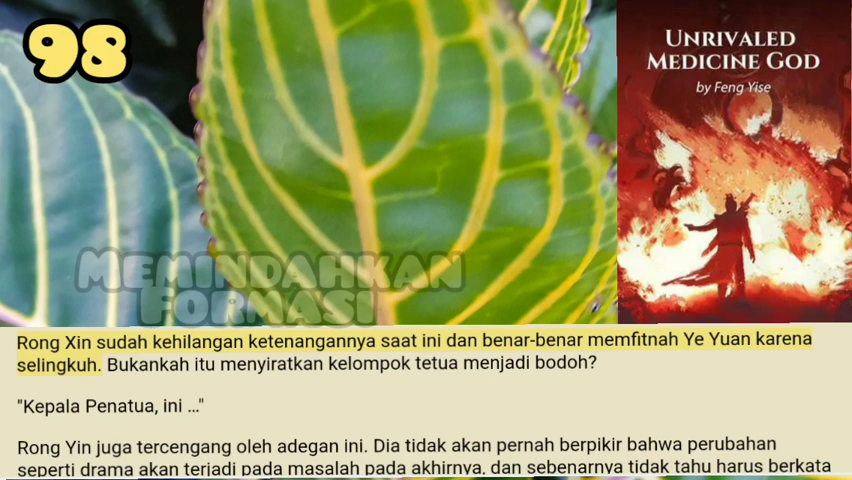 98
UNRIVALED
MEDICINE GOD
by Feng Yise
MEMINDAHKAN
FORMASI
Rong Xin sudah kehilangan ketenangannya saat ini dan benar-benar memfitnah Ye Yuan karena
selingkuh. Bukankah itu menyiratkan kelompok tetua menjadi bodoh?
"Kepala Penatua, ini ..."
Rong Yin juga tercengang oleh adegan ini. Dia tidak akan pernah berpikir bahwa perubahan
seperti drama akan terjadi pada masalah pada akhirnya, dan sebenarnya tidak tahu harus berkata